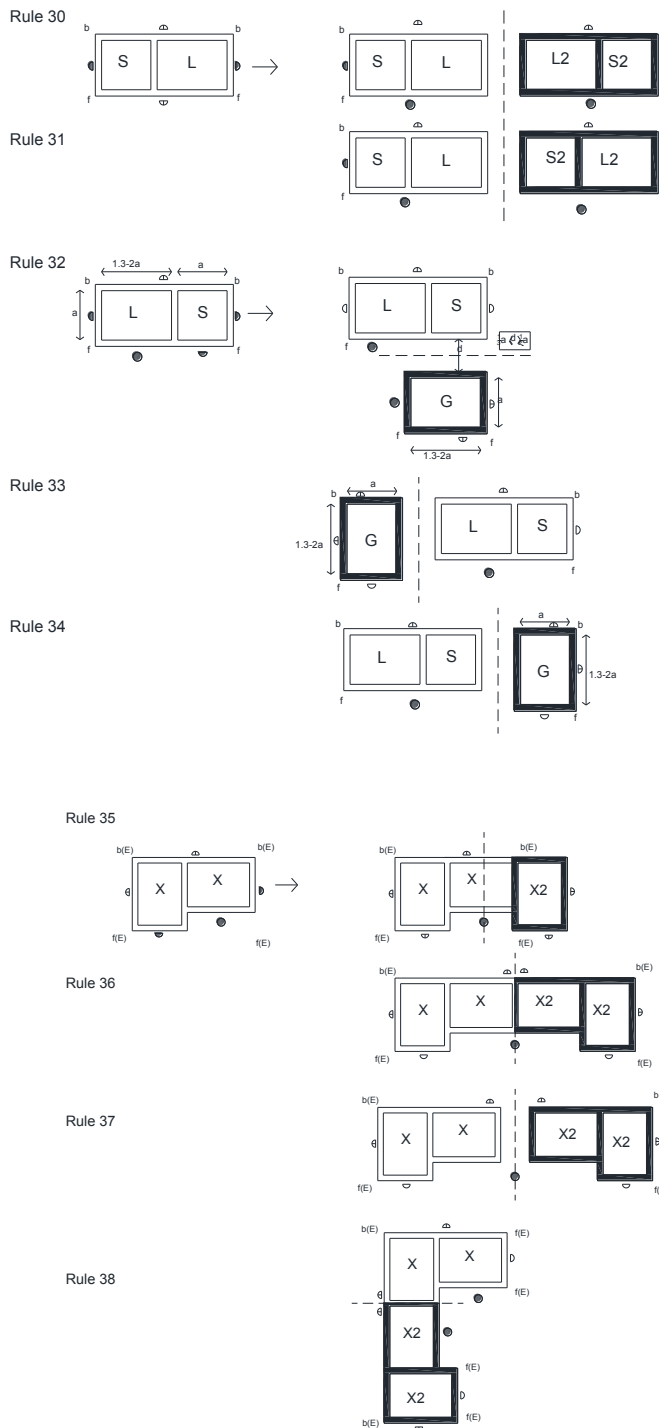 Rule 30
b b b
S L S L L2 S2
f f f
Rule 31
b
S L S2 L2
f
Rule 32
1.3-2a a
b b b b
a L S L S
f f f
d
a d a
G a
f f
1.3-2a
Rule 33
a
b
1.3-2a G L S
f f
Rule 34
a
b b
L S G 1.3-2a
f f
Rule 35
b(E) b(E) b(E) b(E)
X X X X X2
f(E) f(E) f(E) f(E)
Rule 36
b(E) b(E)
X X X2 X2
f(E) f(E)
Rule 37
b(E) b
X X X2 X2
f(E) f(
Rule 38
b(E) f(E)
X X
f(E)
X2
f(E)
X2
b(E) f(E)